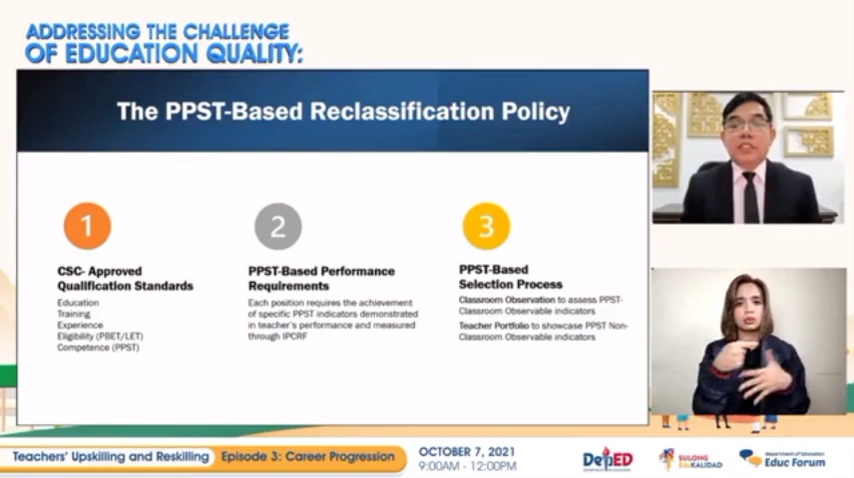 ADDRESSING THE CHALLENGE
OF EDUCATION QUALITY:
The PPST-Based Reclassification Policy
1
CSC- Approved
Qualification Standards
Education
Training
Experience
Eligibility (PBET/LET)
Competence (PPST)
2
PPST-Based Performance
Requirements
Each position requires the achievement
of specific PPST indicators demonstrated
in teacher's performance and measured
through IPCRF
3
PPST-Based
Selection Process
Classroom Observation to assess PPST-
Classroom Observable indicators
Teacher Portfolio to showcase PPST Non-
Classroom Observable indicators
Teachers' Upskilling and Reskilling
Episode 3: Career Progression
OCTOBER 7, 2021
9:00AM - 12:00PM
DepED
SULONG
EduKALIDAD
Department of Education
Educ Forum